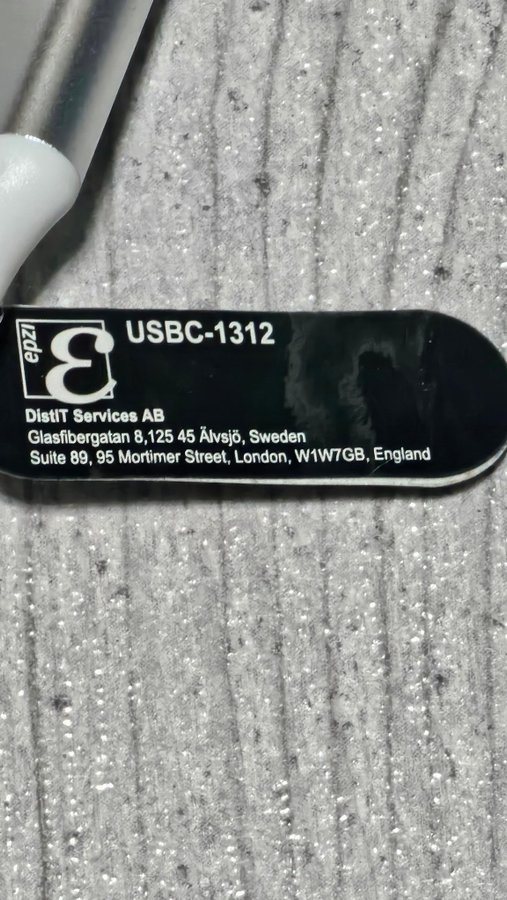 epzi
USBC-1312
DistIT Services AB
Glasfibergatan 8,125 45 Älvsjö, Sweden
Suite 89, 95 Mortimer Street, London, W1W7GB, England